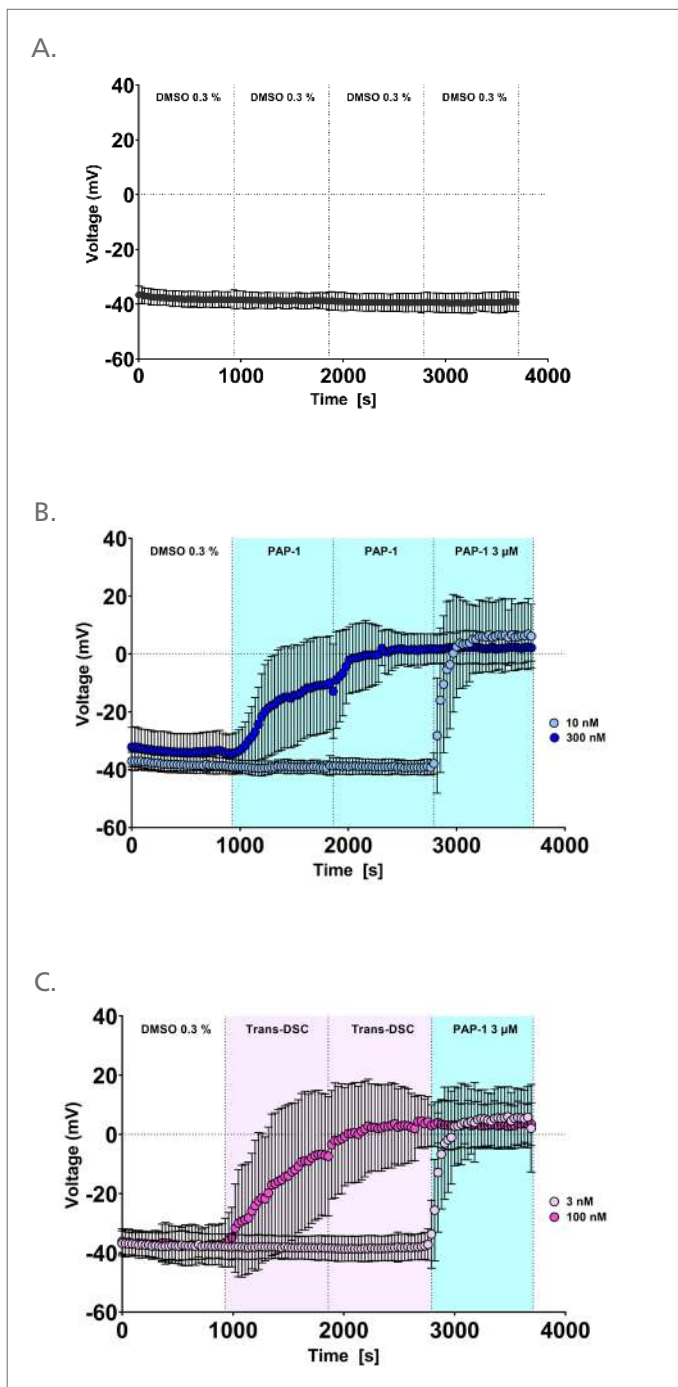 A.
40
20
0
-20
-40
-60
Voltage (mV)
DMSO 0.3 % DMSO 0.3 % DMSO 0.3 % DMSO 0.3 %
0 1000 2000 3000 4000
Time [s]
B.
40
20
0
-20
-40
-60
Voltage (mV)
DMSO 0.3 % PAP-1 PAP-1 PAP-1 3 µM
10 nM
300 nM
0 1000 2000 3000 4000
Time [s]
C.
40
20
0
-20
-40
-60
Voltage (mV)
DMSO 0.3 % Trans-DSC Trans-DSC PAP-1 3 µM
3 nM
100 nM
0 1000 2000 3000 4000
Time [s]